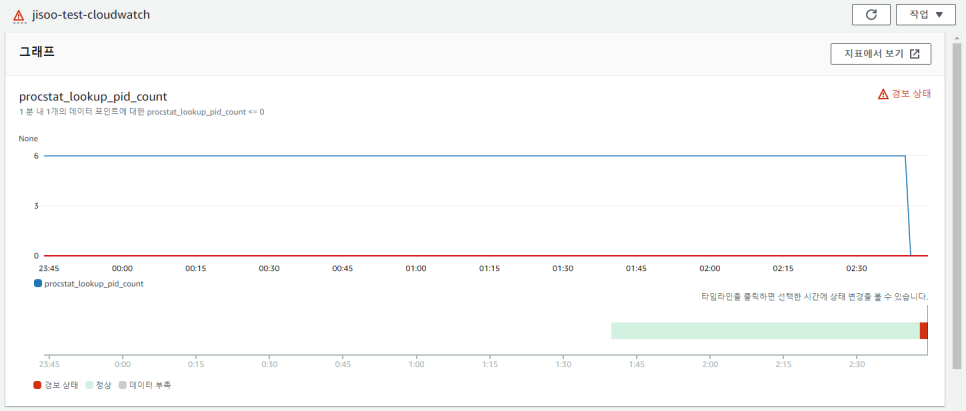 jisoo-test-cloudwatch
작업
그래프
지표에서 보기
procstat_lookup_pid_count
경보 상태
1 분 내 1개의 데이터 포인트에 대한 procstat_lookup_pid_count <= 0
None
6
3
0
23:45 00:00 00:15 00:30 00:45 01:00 01:15 01:30 01:45 02:00 02:15 02:30
procstat_lookup_pid_count
타임라인을 클릭하면 선택한 시간에 상태 변경을 볼 수 있습니다.
23:45 0:00 0:15 0:30 0:45 1:00 1:15 1:30 1:45 2:00 2:15 2:30
경보 상태 정상 데이터 부족